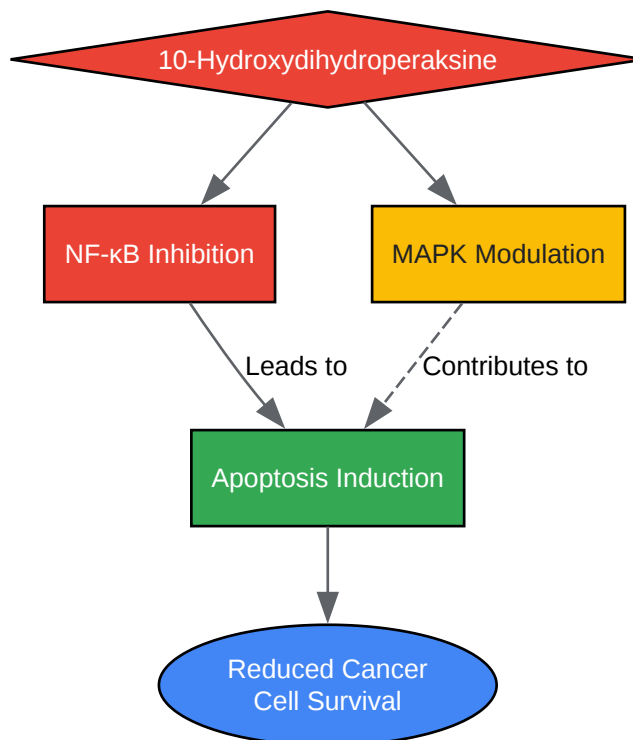 10-Hydroxydihydroperaksine
NF-κB Inhibition
MAPK Modulation
Leads to
Contributes to
Apoptosis Induction
Reduced Cancer
Cell Survival